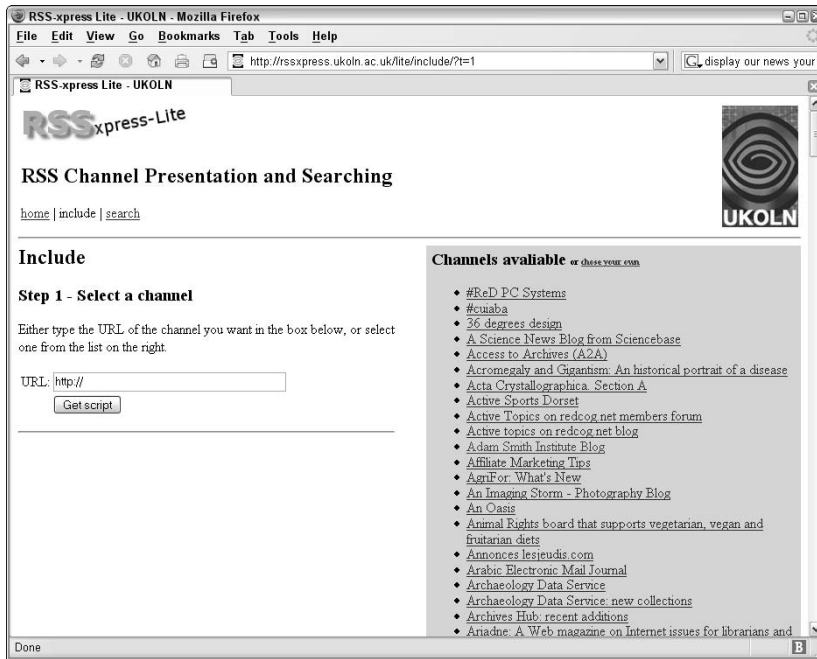 RSS-xpress Lite - UKOLN - Mozilla Firefox
File Edit View Go Bookmarks Tab Tools Help
http://rssxpress.ukoln.ac.uk/lite/include/?t=1
G display our news your
RSS-xpress Lite - UKOLN
RSSxpress-Lite
UKOLN
RSS Channel Presentation and Searching
home | include | search
Include
Step 1 - Select a channel
Either type the URL of the channel you want in the box below, or select
one from the list on the right.
URL: http://
Get script
Channels avaliable or chose your own
#ReD PC Systems
#cuiaba
36 degrees design
A Science News Blog from Sciencebase
Access to Archives (A2A)
Acromegaly and Gigantism: An historical portrait of a disease
Acta Crystallographica. Section A
Active Sports Dorset
Active Topics on redcog.net members forum
Active topics on redcog.net blog
Adam Smith Institute Blog
Affiliate Marketing Tips
AgriFor: What's New
An Imaging Storm - Photography Blog
An Oasis
Animal Rights board that supports vegetarian, vegan and
fruitarian diets
Annonces lesjeudis.com
Arabic Electronic Mail Journal
Archaeology Data Service
Archaeology Data Service: new collections
Archives Hub: recent additions
Ariadne: A Web magazine on Internet issues for librarians and
Done
B